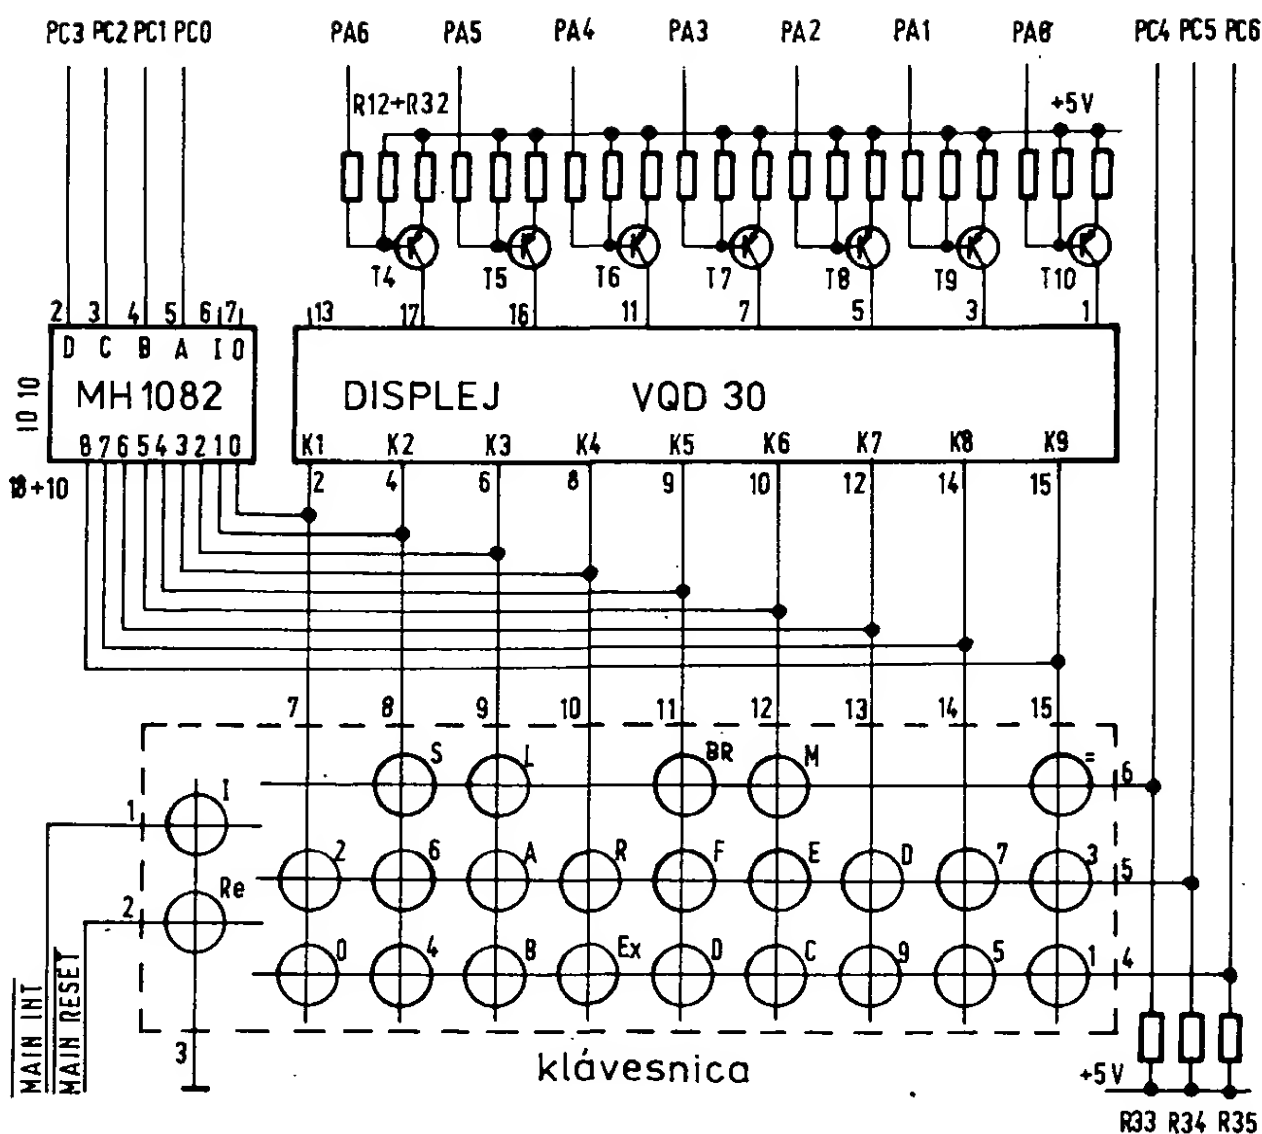 PC3 PC2 PC1 PC0 PA6 PA5 PA4 PA3 PA2 PA1 PA0 PC4 PC5 PC6
R12÷R32 +5V
T4 T5 T6 T7 T8 T9 T10
2 3 4 5 6 7 13 17 16 11 7 5 3 1
D C B A I O
IO 10
MH1082 DISPLEJ VQD 30
8 7 6 5 4 3 2 1 0 K1 K2 K3 K4 K5 K6 K7 K8 K9
18÷10 2 4 6 8 9 10 12 14 15
7 8 9 10 11 12 13 14 15
S L BR M = 6
1 I
2 6 A R F E D 7 3 5
2 Re
0 4 B Ex D C 9 5 1 4
MAIN INT
MAIN RESET
3
klávesnica
+5V
R33 R34 R35